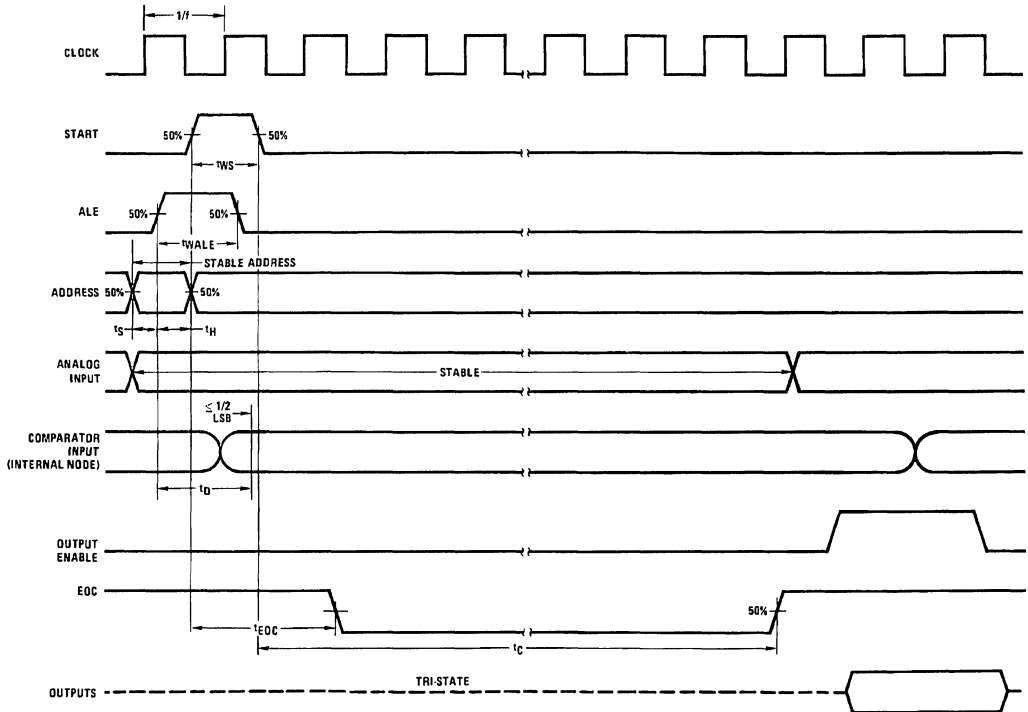 1/f
CLOCK
START
50%
50%
tWS
ALE
50%
50%
tWALE
STABLE ADDRESS
ADDRESS
50%
50%
tS
tH
ANALOG
INPUT
STABLE
≤ 1/2
LSB
COMPARATOR
INPUT
(INTERNAL NODE)
tD
OUTPUT
ENABLE
EOC
50%
tEOC
tC
TRI-STATE
OUTPUTS